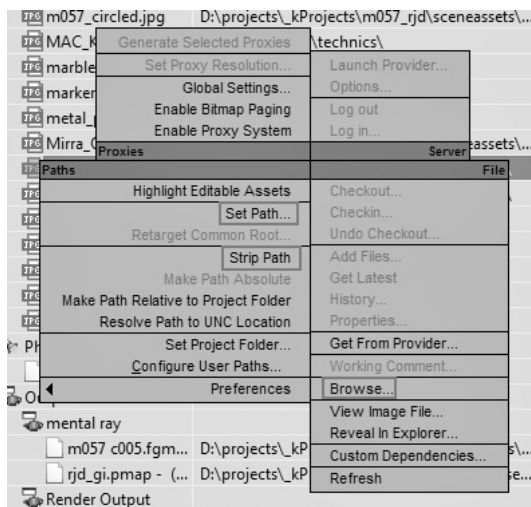 m057_circled.jpg D:\projects\_kProjects\m057_rjd\sceneassets\...
MAC_K \technics\
marble
marker
metal_
Mirra_ eassets\...
Generate Selected Proxies
Set Proxy Resolution...
Global Settings...
Enable Bitmap Paging
Enable Proxy System
Proxies
Launch Provider...
Options...
Log out
Log in...
Server
Paths
Highlight Editable Assets
Set Path...
Retarget Common Root...
Strip Path
Make Path Absolute
Make Path Relative to Project Folder
Resolve Path to UNC Location
Set Project Folder...
Configure User Paths...
Preferences
File
Checkout...
Checkin...
Undo Checkout...
Add Files...
Get Latest
History...
Properties...
Get From Provider...
Working Comment...
Browse...
View Image File...
Reveal In Explorer...
Custom Dependencies...
Refresh
Ph
mental ray
m057 c005.fgm... D:\projects\_kP s\...
rjd_gi.pmap - (... D:\projects\_kP se...
Render Output